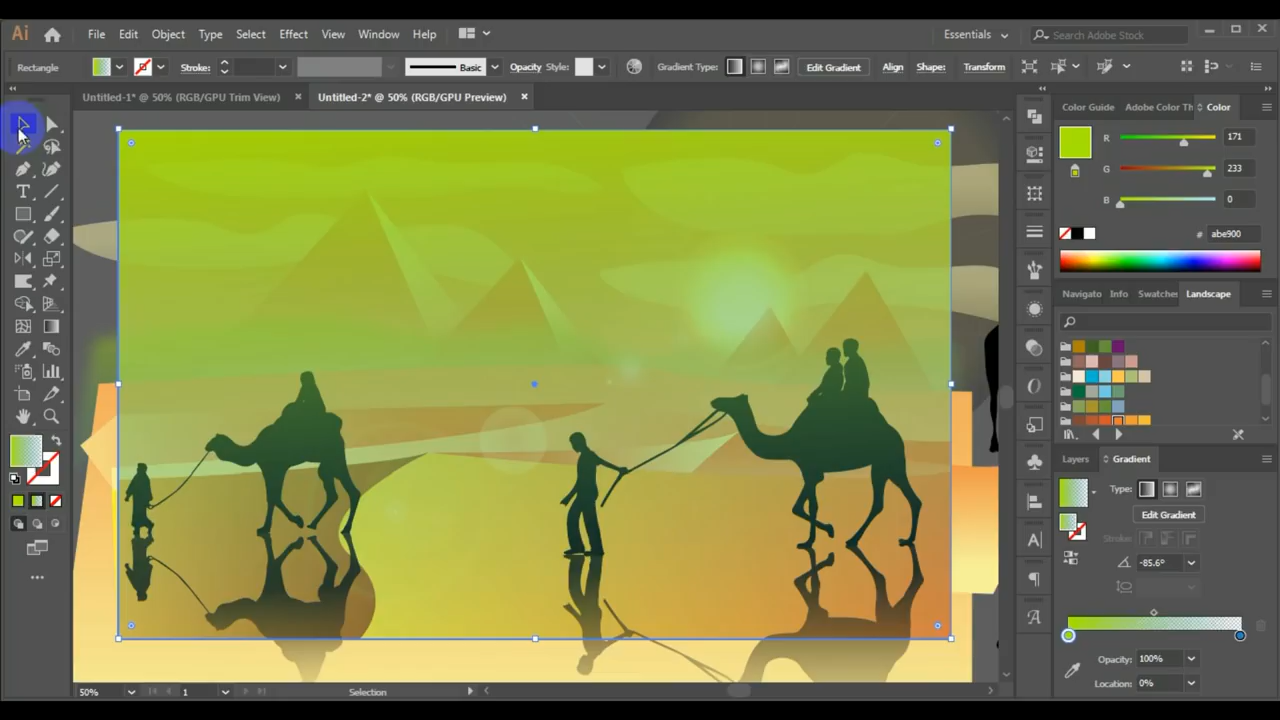 Ai File Edit Object Type Select Effect View Window Help Essentials Search Adobe Stock
Rectangle Stroke: Basic Opacity Style: Gradient Type: Edit Gradient Align Shape: Transform
Untitled-1* @ 50% (RGB/GPU Trim View) × Untitled-2* @ 50% (RGB/GPU Preview) ×
Color Guide Adobe Color Th Color
R 171
G 233
B 0
# abe900
Navigato Info Swatche Landscape
Layers Gradient
Type:
Edit Gradient
Stroke:
-85.6°
Opacity: 100%
Location: 0%
50% 1 Selection